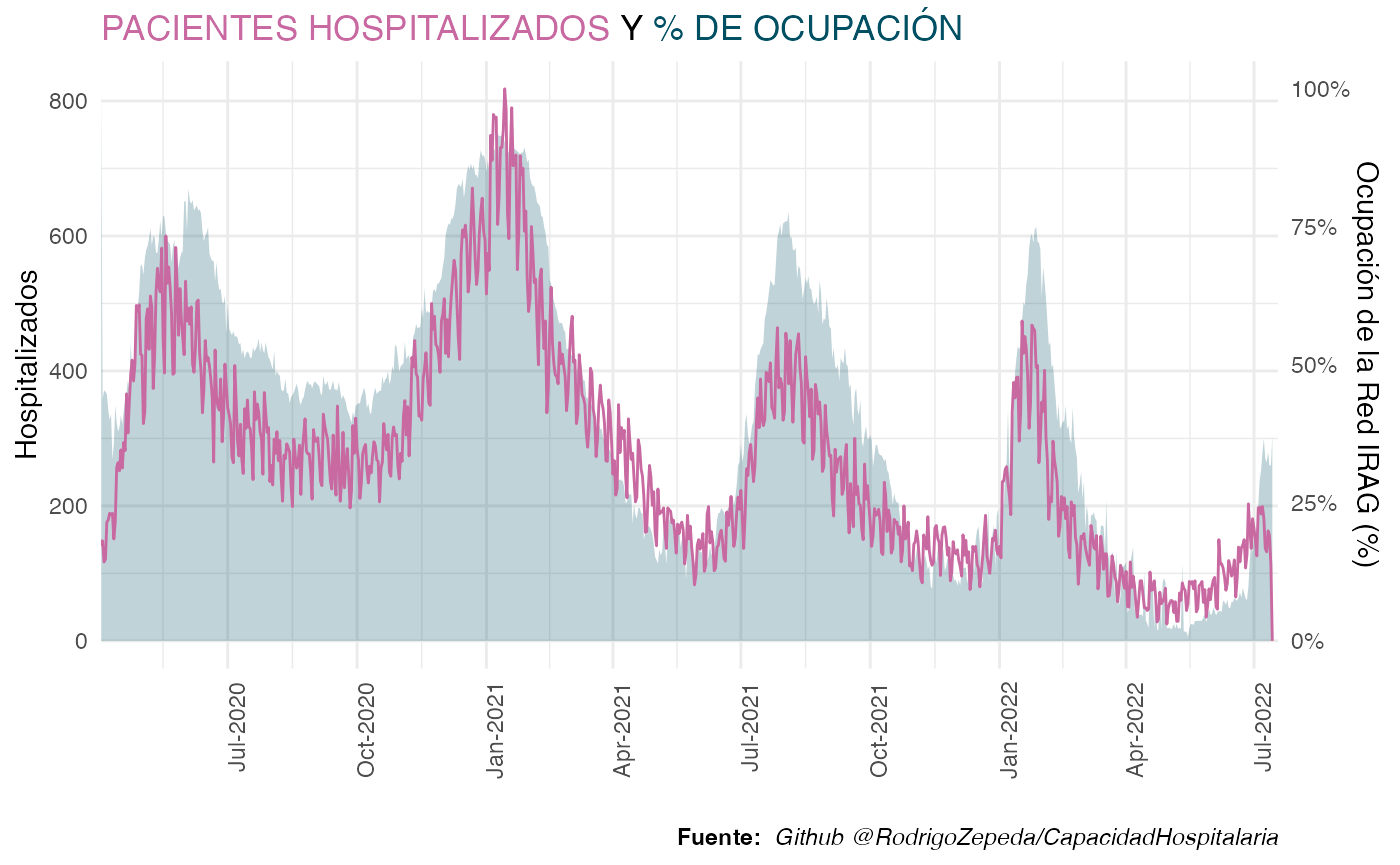 PACIENTES HOSPITALIZADOS Y % DE OCUPACIÓN
Hospitalizados
800
600
400
200
0
100%
75%
50%
25%
0%
Ocupación de la Red IRAG (%)
Jul-2020
Oct-2020
Jan-2021
Apr-2021
Jul-2021
Oct-2021
Jan-2022
Apr-2022
Jul-2022
Fuente: Github @RodrigoZepeda/CapacidadHospitalaria